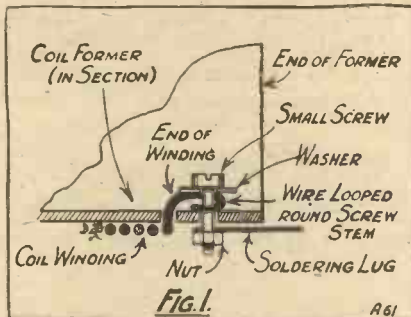 COIL FORMER
(IN SECTION)
END OF FORMER
SMALL SCREW
END OF
WINDING
WASHER
WIRE LOOPED
ROUND SCREW
STEM
COIL WINDING
NUT
SOLDERING LUG
FIG.1.
A61